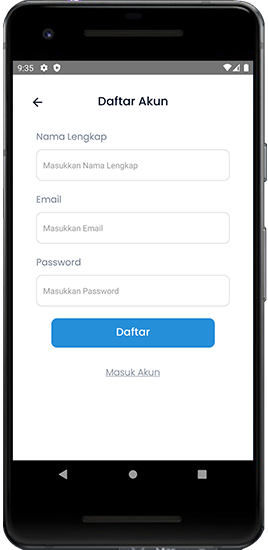 9:35
Daftar Akun
Nama Lengkap
Masukkan Nama Lengkap
Email
Masukkan Email
Password
Masukkan Password
Daftar
Masuk Akun